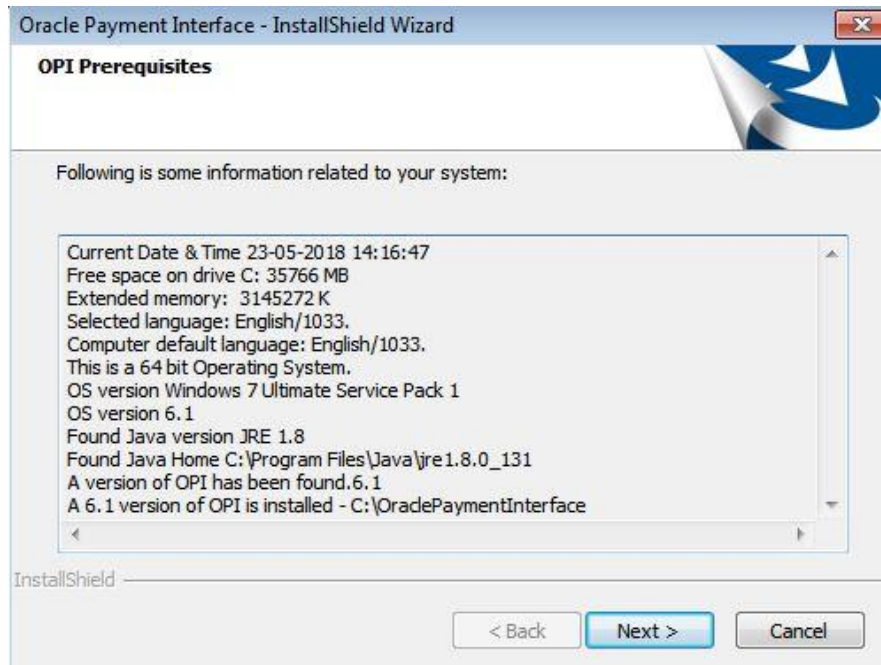 Oracle Payment Interface - InstallShield Wizard
OPI Prerequisites
Following is some information related to your system:
Current Date & Time 23-05-2018 14:16:47
Free space on drive C: 35766 MB
Extended memory:  3145272 K
Selected language: English/1033.
Computer default language: English/1033.
This is a 64 bit Operating System.
OS version Windows 7 Ultimate Service Pack 1
OS version 6.1
Found Java version JRE 1.8
Found Java Home C:\Program Files\Java\jre1.8.0_131
A version of OPI has been found.6.1
A 6.1 version of OPI is installed - C:\OraclePaymentInterface
InstallShield
< Back
Next >
Cancel